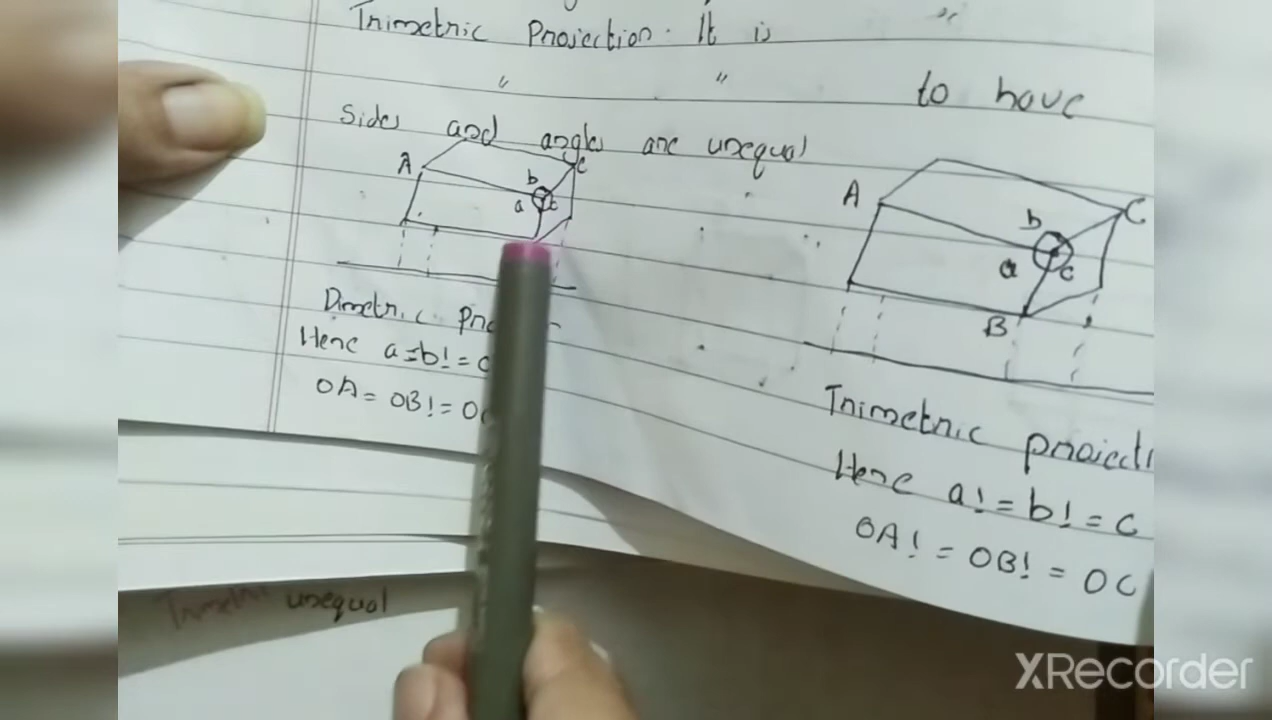 Trimetric Projection. It is "
" " to have
Sides and angles are unequal
A b C
a c
A b C
a c
B
Dimetric
Here a=b!=
OA = OB! = O
Trimetric projecti
Here a! = b! = c
OA! = OB! = OC
Trimetric unequal
XRecorder